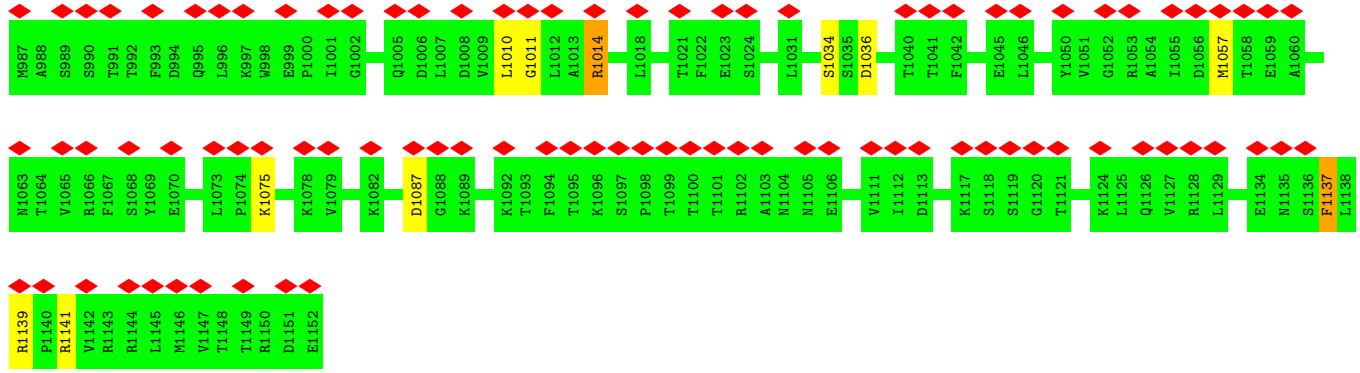 M987 A988 S989 S990 T991 T992 F993 D994 Q995 L996 K997 W998 E999 P1000 I1001 G1002 Q1005 D1006 L1007 D1008 V1009 L1010 G1011 L1012 A1013 R1014 L1018 T1021 F1022 E1023 S1024 L1031 S1034 S1035 D1036 T1040 T1041 F1042 E1045 L1046 Y1050 V1051 G1052 R1053 A1054 I1055 D1056 M1057 T1058 E1059 A1060
N1063 T1064 V1065 R1066 F1067 S1068 Y1069 E1070 L1073 P1074 K1075 K1078 V1079 K1082 D1087 G1088 K1089 K1092 T1093 F1094 T1095 K1096 S1097 P1098 T1099 T1100 T1101 R1102 A1103 N1104 N1105 E1106 V1111 I1112 D1113 K1117 S1118 S1119 G1120 T1121 K1124 L1125 Q1126 V1127 R1128 L1129 E1134 N1135 S1136 F1137 L1138
R1139 P1140 R1141 V1142 R1143 R1144 L1145 M1146 V1147 T1148 T1149 R1150 D1151 E1152